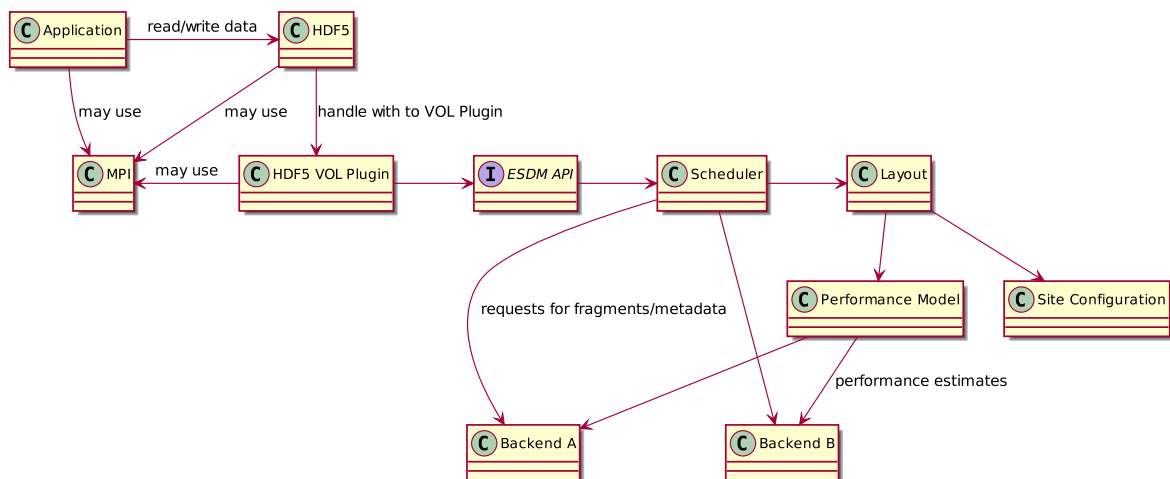 C Application
read/write data
C HDF5
may use
may use
handle with to VOL Plugin
C MPI
may use
C HDF5 VOL Plugin
I ESDM API
C Scheduler
C Layout
requests for fragments/metadata
C Performance Model
C Site Configuration
performance estimates
C Backend A
C Backend B